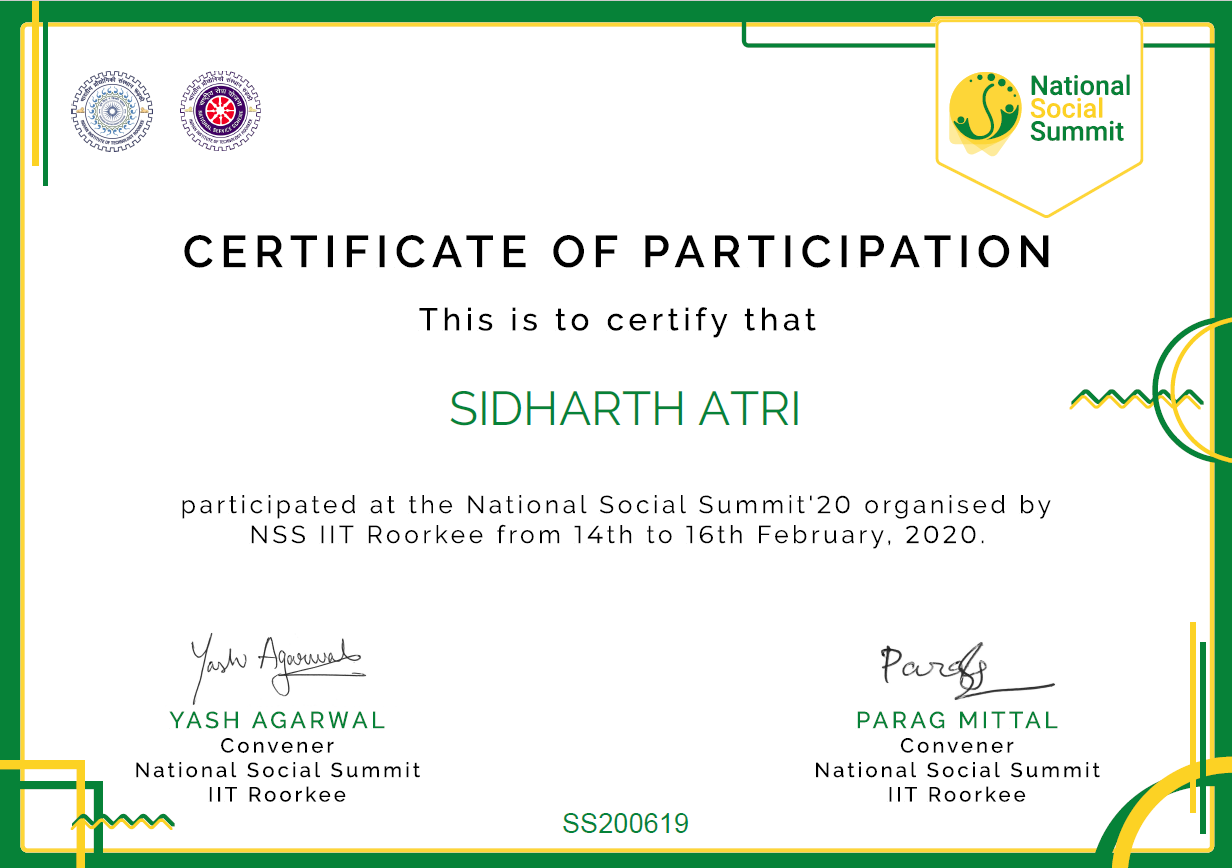 National
Social
Summit
CERTIFICATE OF PARTICIPATION
This is to certify that
SIDHARTH ATRI
participated at the National Social Summit'20 organised by
NSS IIT Roorkee from 14th to 16th February, 2020.
Yash Agarwal
Parag
YASH AGARWAL
Convener
National Social Summit
IIT Roorkee
PARAG MITTAL
Convener
National Social Summit
IIT Roorkee
SS200619